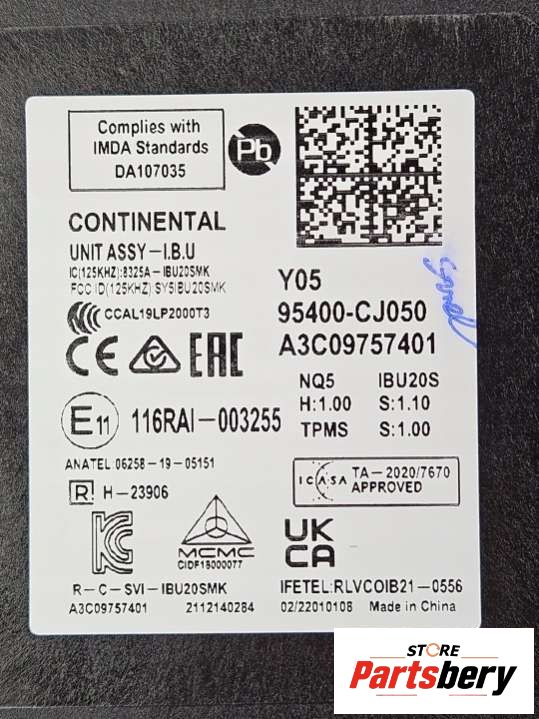 Complies with
IMDA Standards
DA107035
Pb
CONTINENTAL
UNIT ASSY-I.B.U
IC(125KHZ):8325A-IBU20SMK
FCC ID(125KHZ):SY5IBU20SMK
CCAL19LP2000T3
CE EAC
E11 116RAI-003255
ANATEL:06258-19-05151
R H-23906
Y05
95400-CJ050
A3C09757401
NQ5 IBU20S
H:1.00 S:1.10
TPMS S:1.00
ICASA TA-2020/7670
APPROVED
MCMC
CIDF18000077
UK
CA
R-C-SVI-IBU20SMK
A3C09757401 2112140284
IFETEL:RLVCOIB21-0556
02/22010108 Made in China
STORE
Partsbery